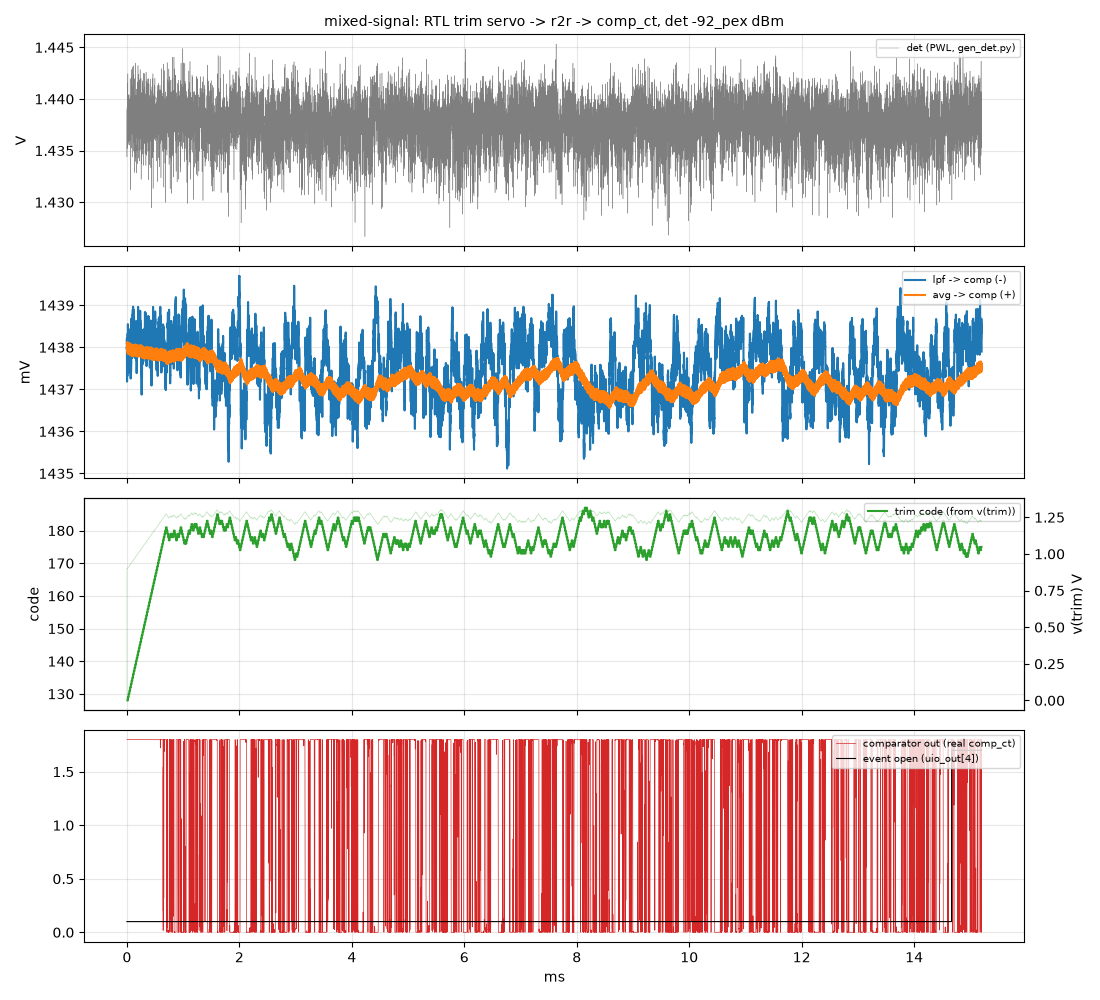 mixed-signal: RTL trim servo -> r2r -> comp_ct, det -92_pex dBm
1.445
1.440
1.435
1.430
V
det (PWL, gen_det.py)
1439
1438
1437
1436
1435
mV
lpf -> comp (-)
avg -> comp (+)
180
170
160
150
140
130
code
trim code (from v(trim))
1.25
1.00
0.75
0.50
0.25
0.00
v(trim) V
1.5
1.0
0.5
0.0
comparator out (real comp_ct)
event open (uio_out[4])
0 2 4 6 8 10 12 14
ms